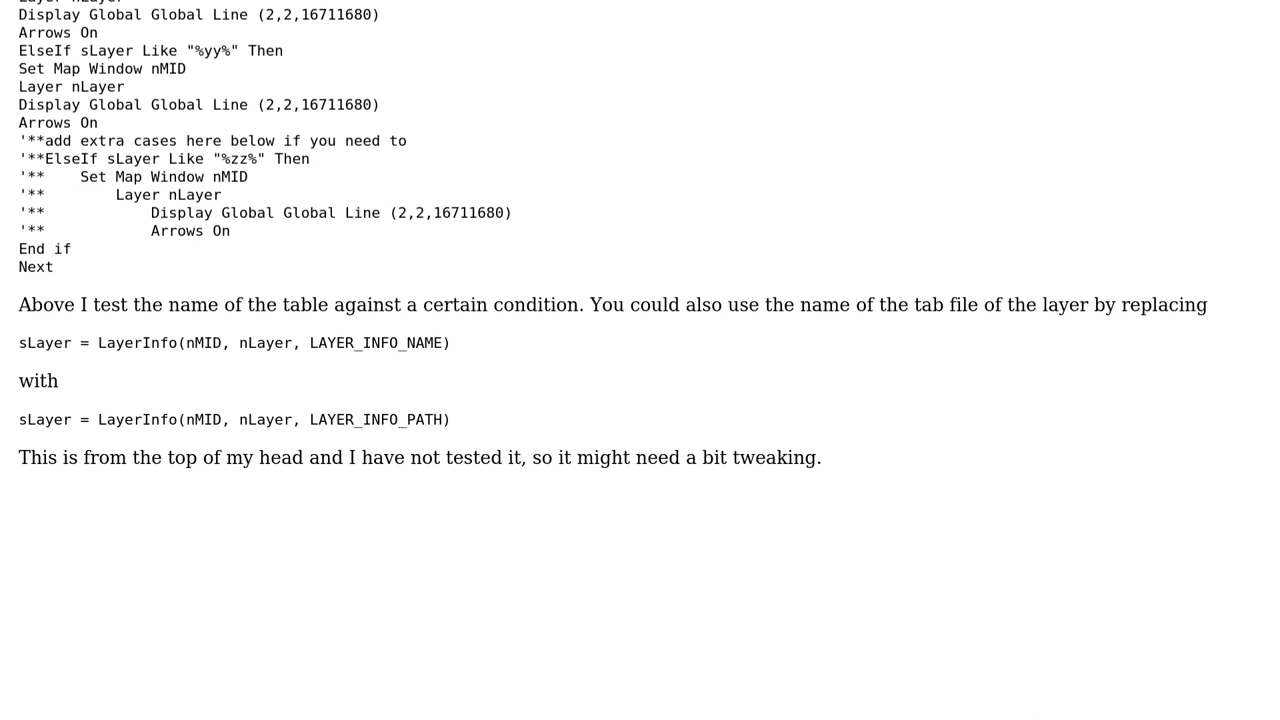 Display Global Global Line (2,2,16711680)
Arrows On
ElseIf sLayer Like "%yy%" Then
Set Map Window nMID
Layer nLayer
Display Global Global Line (2,2,16711680)
Arrows On
'**add extra cases here below if you need to
'**ElseIf sLayer Like "%zz%" Then
'**    Set Map Window nMID
'**        Layer nLayer
'**            Display Global Global Line (2,2,16711680)
'**            Arrows On
End if
Next
Above I test the name of the table against a certain condition. You could also use the name of the tab file of the layer by replacing
sLayer = LayerInfo(nMID, nLayer, LAYER_INFO_NAME)
with
sLayer = LayerInfo(nMID, nLayer, LAYER_INFO_PATH)
This is from the top of my head and I have not tested it, so it might need a bit tweaking.